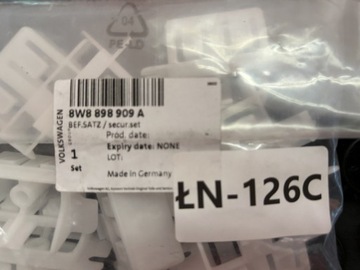 04
PE-LD
VOLKSWAGEN
8W8 898 909 A
BEF.SATZ / secur.set
Prod. date:
Expiry date: NONE
LOT:
1
Set
Made in Germany
ŁN-126C